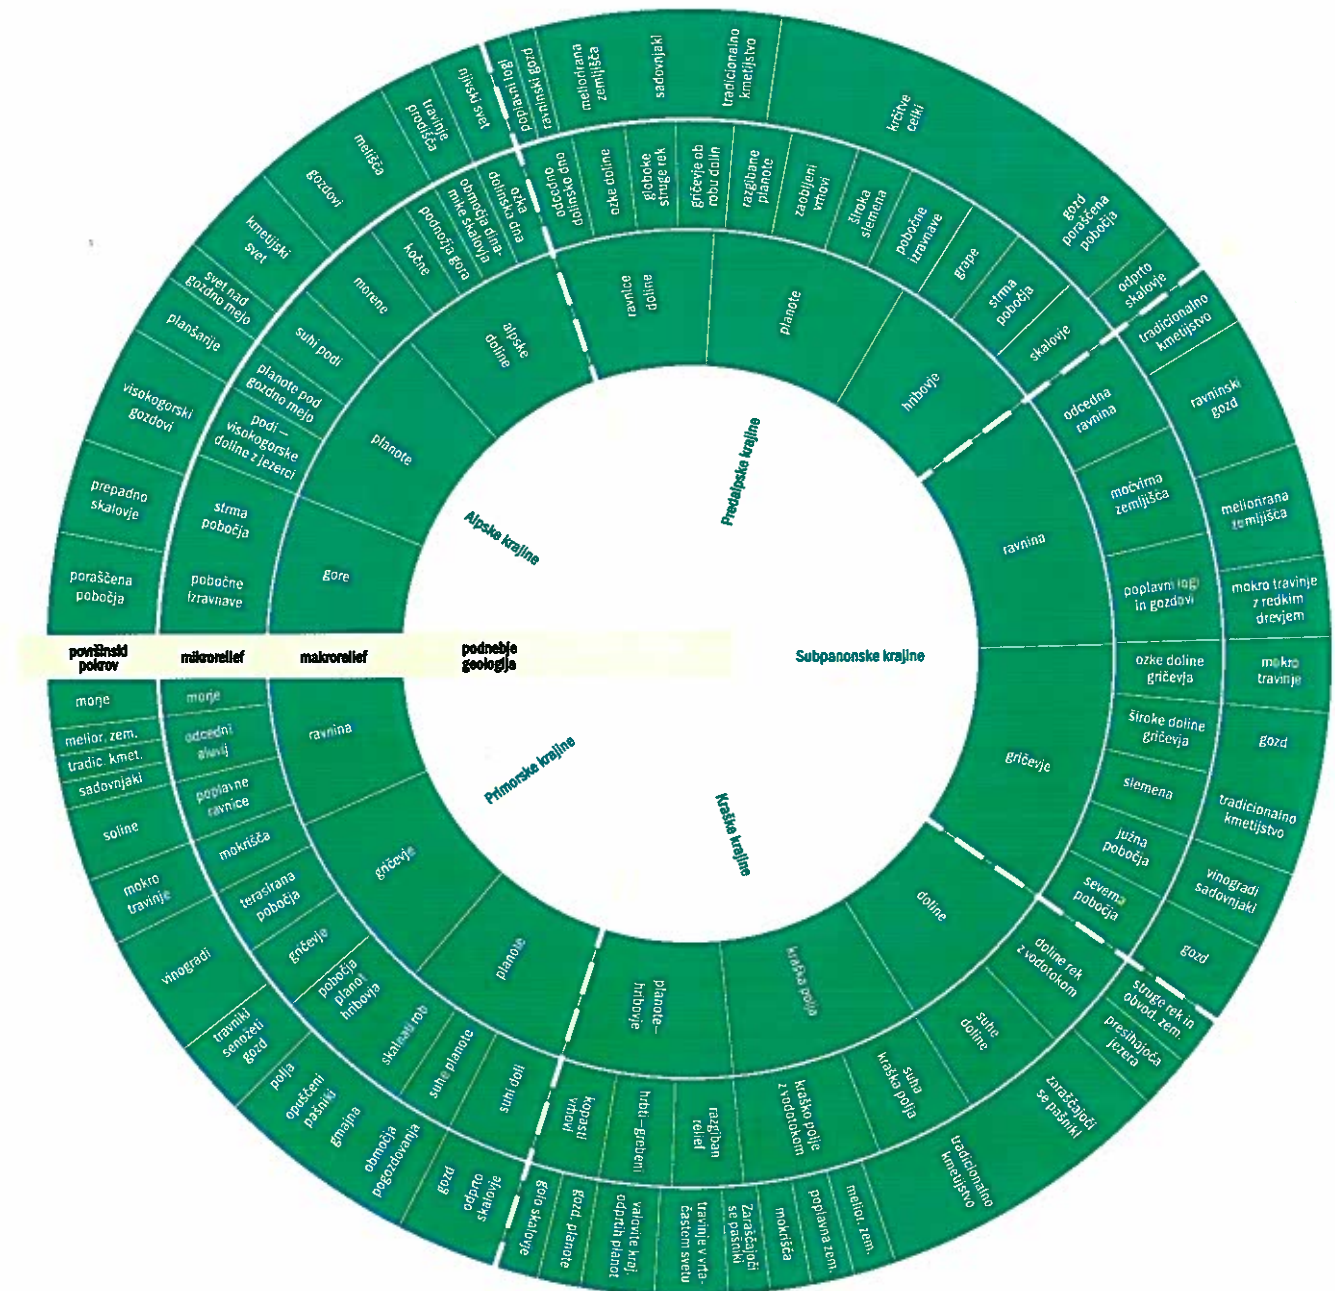 poplavni logi
ravninski gozd
meliorirana
zemljišča
sadovnjaki
tradicionalno
kmetijstvo
krčitve
celki
gozd
poraščena
pobočja
odprto
skalovje
odcedno
dolinsko dno
ozke doline
globoke
struge rek
gričevje ob
robu dolin
razgibane
planote
zaobljeni
vrhovi
široka
slemena
pobočne
izravnave
grape
strma
pobočja
skalovje
ravnice
doline
planote
hribovje
Predalpske krajine
tradicionalno
kmetijstvo
ravninski
gozd
meliorirana
zemljišča
mokro travinje
z redkim
drevjem
mokro
travinje
gozd
tradicionalno
kmetijstvo
vinogradi
sadovnjaki
gozd
odcedna
ravnina
močvirna
zemljišča
poplavni logi
in gozdovi
ozke doline
gričevja
široke doline
gričevja
slemena
južna
pobočja
severna
pobočja
ravnina
gričevje
Subpanonske krajine
struge rek in
obvod. zem.
presihajoča
jezera
zaraščajoči
se pašniki
tradicionalno
kmetijstvo
melior. zem.
poplavna zem.
mokrišča
Zaraščajoči
se pašniki
travinje v vrta-
častem svetu
valovite kraj.
odprtih planot
gozd. planote
golo skalovje
doline rek
z vodotokom
suhe
doline
suha
kraška polja
kraško polje
z vodotokom
razgiban
relief
hrbti–grebeni
kopasti
vrhovi
doline
kraška polja
planote–
hribovje
Kraške krajine
gozd
odprto
skalovje
območja
pogozdovanja
gmajna
opuščeni
pašniki
polja
travniki
senožeti
gozd
vinogradi
mokro
travinje
soline
sadovnjaki
tradic. kmet.
melior. zem.
morje
suhi doli
suhe planote
skalnati rob
pobočja
planot
hribovja
gričevje
terasirana
pobočja
mokrišča
poplavne
ravnice
odcedni
aluvij
morje
planote
gričevje
ravnina
Primorske krajine
površinski
pokrov
mikrorelief
makrorelief
podnebje
geologija
poraščena
pobočja
prepadno
skalovje
visokogorski
gozdovi
planšarije
svet nad
gozdno mejo
kmetijski
svet
gozdovi
melišča
travinje
prodišča
njivski svet
pobočne
izravnave
strma
pobočja
podi –
visokogorske
doline z jezerci
planote pod
gozdno mejo
suhi podi
morene
kočne
podnožja gora
območja dina-
mike skalovja
ozka
dolinska dna
gore
planote
alpske
doline
Alpske krajine